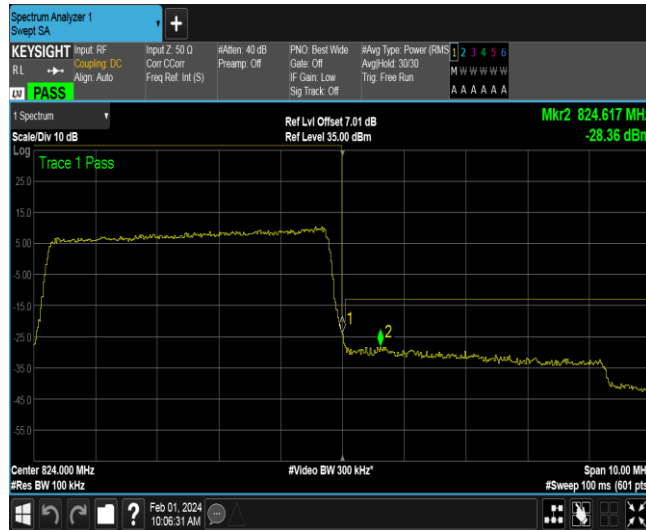 Spectrum Analyzer 1
Swept SA
+
KEYSIGHT
RL
LXI PASS
Input: RF
Coupling: DC
Align: Auto
Input Z: 50 Ω
Corr CCorr
Freq Ref: Int (S)
#Atten: 40 dB
Preamp: Off
PNO: Best Wide
Gate: Off
IF Gain: Low
Sig Track: Off
#Avg Type: Power (RMS
Avg|Hold: 30/30
Trig: Free Run
1 2 3 4 5 6
M W W W W W
A A A A A A
1 Spectrum
Scale/Div 10 dB
Ref Lvl Offset 7.01 dB
Ref Level 35.00 dBm
Mkr2 824.617 MHz
-28.36 dBm
Log
Trace 1 Pass
25.0
15.0
5.00
-5.00
-15.0
-25.0
-35.0
-45.0
-55.0
1
2
Center 824.000 MHz
#Res BW 100 kHz
#Video BW 300 kHz*
Span 10.00 MH
#Sweep 100 ms (601 pts
?
Feb 01, 2024
10:06:31 AM